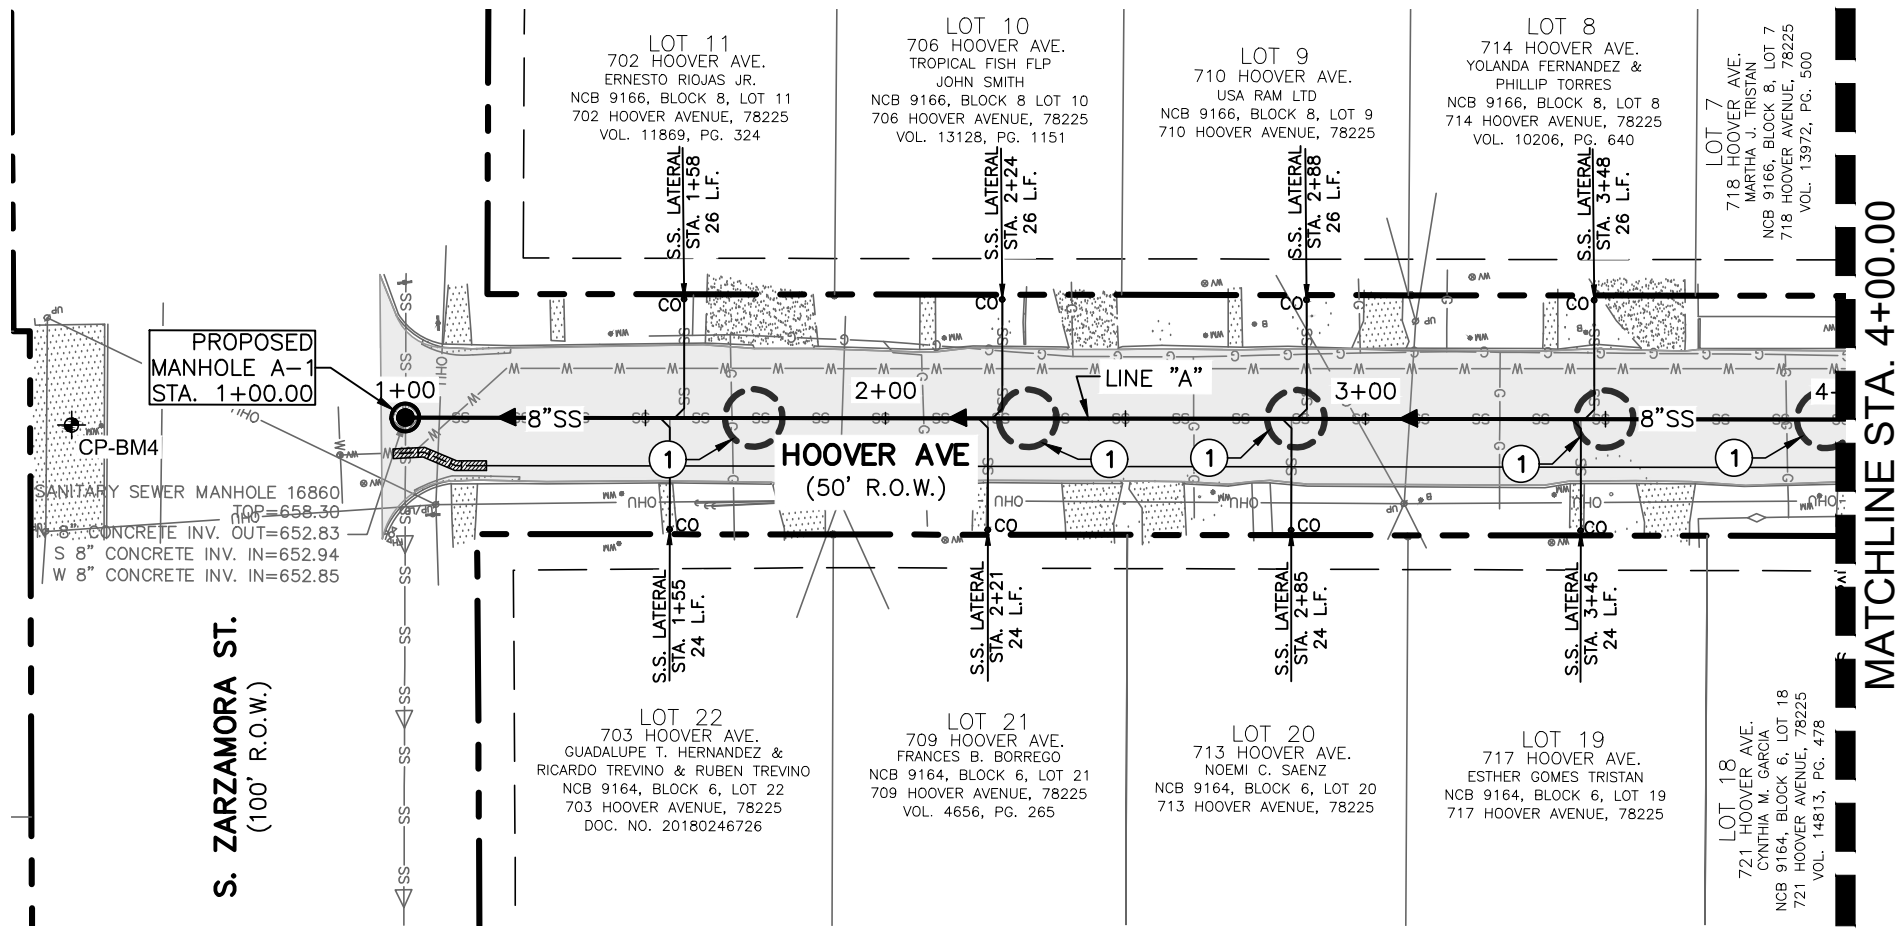 LOT 11
702 HOOVER AVE.
ERNESTO RIOJAS JR.
NCB 9166, BLOCK 8, LOT 11
702 HOOVER AVENUE, 78225
VOL. 11869, PG. 324
LOT 10
706 HOOVER AVE.
TROPICAL FISH FLP
JOHN SMITH
NCB 9166, BLOCK 8 LOT 10
706 HOOVER AVENUE, 78225
VOL. 13128, PG. 1151
LOT 9
710 HOOVER AVE.
USA RAM LTD
NCB 9166, BLOCK 8, LOT 9
710 HOOVER AVENUE, 78225
LOT 8
714 HOOVER AVE.
YOLANDA FERNANDEZ &
PHILLIP TORRES
NCB 9166, BLOCK 8, LOT 8
714 HOOVER AVENUE, 78225
VOL. 10206, PG. 640
LOT 7
718 HOOVER AVE.
MARTHA J. TRISTAN
NCB 9166, BLOCK 8, LOT 7
718 HOOVER AVENUE, 78225
VOL. 13972, PG. 500
S.S. LATERAL
STA. 1+58
26 L.F.
S.S. LATERAL
STA. 2+24
26 L.F.
S.S. LATERAL
STA. 2+88
26 L.F.
S.S. LATERAL
STA. 3+48
26 L.F.
CO
CO
CO
CO
PROPOSED
MANHOLE A-1
STA. 1+00.00
1+00
2+00
LINE "A"
3+00
4-
8"SS
8"SS
1
1
1
1
1
HOOVER AVE
(50' R.O.W.)
CP-BM4
SANITARY SEWER MANHOLE 16860
TOP=658.30
8" CONCRETE INV. OUT=652.83
S 8" CONCRETE INV. IN=652.94
W 8" CONCRETE INV. IN=652.85
CO
CO
CO
CO
S.S. LATERAL
STA. 1+55
24 L.F.
S.S. LATERAL
STA. 2+21
24 L.F.
S.S. LATERAL
STA. 2+85
24 L.F.
S.S. LATERAL
STA. 3+45
24 L.F.
S. ZARZAMORA ST.
(100' R.O.W.)
LOT 22
703 HOOVER AVE.
GUADALUPE T. HERNANDEZ &
RICARDO TREVINO & RUBEN TREVINO
NCB 9164, BLOCK 6, LOT 22
703 HOOVER AVENUE, 78225
DOC. NO. 20180246726
LOT 21
709 HOOVER AVE.
FRANCES B. BORREGO
NCB 9164, BLOCK 6, LOT 21
709 HOOVER AVENUE, 78225
VOL. 4656, PG. 265
LOT 20
713 HOOVER AVE.
NOEMI C. SAENZ
NCB 9164, BLOCK 6, LOT 20
713 HOOVER AVENUE, 78225
LOT 19
717 HOOVER AVE.
ESTHER GOMES TRISTAN
NCB 9164, BLOCK 6, LOT 19
717 HOOVER AVENUE, 78225
LOT 18
721 HOOVER AVE.
CYNTHIA M. GARCIA
NCB 9164, BLOCK 6, LOT 18
721 HOOVER AVENUE, 78225
VOL. 14813, PG. 478
MATCHLINE STA. 4+00.00